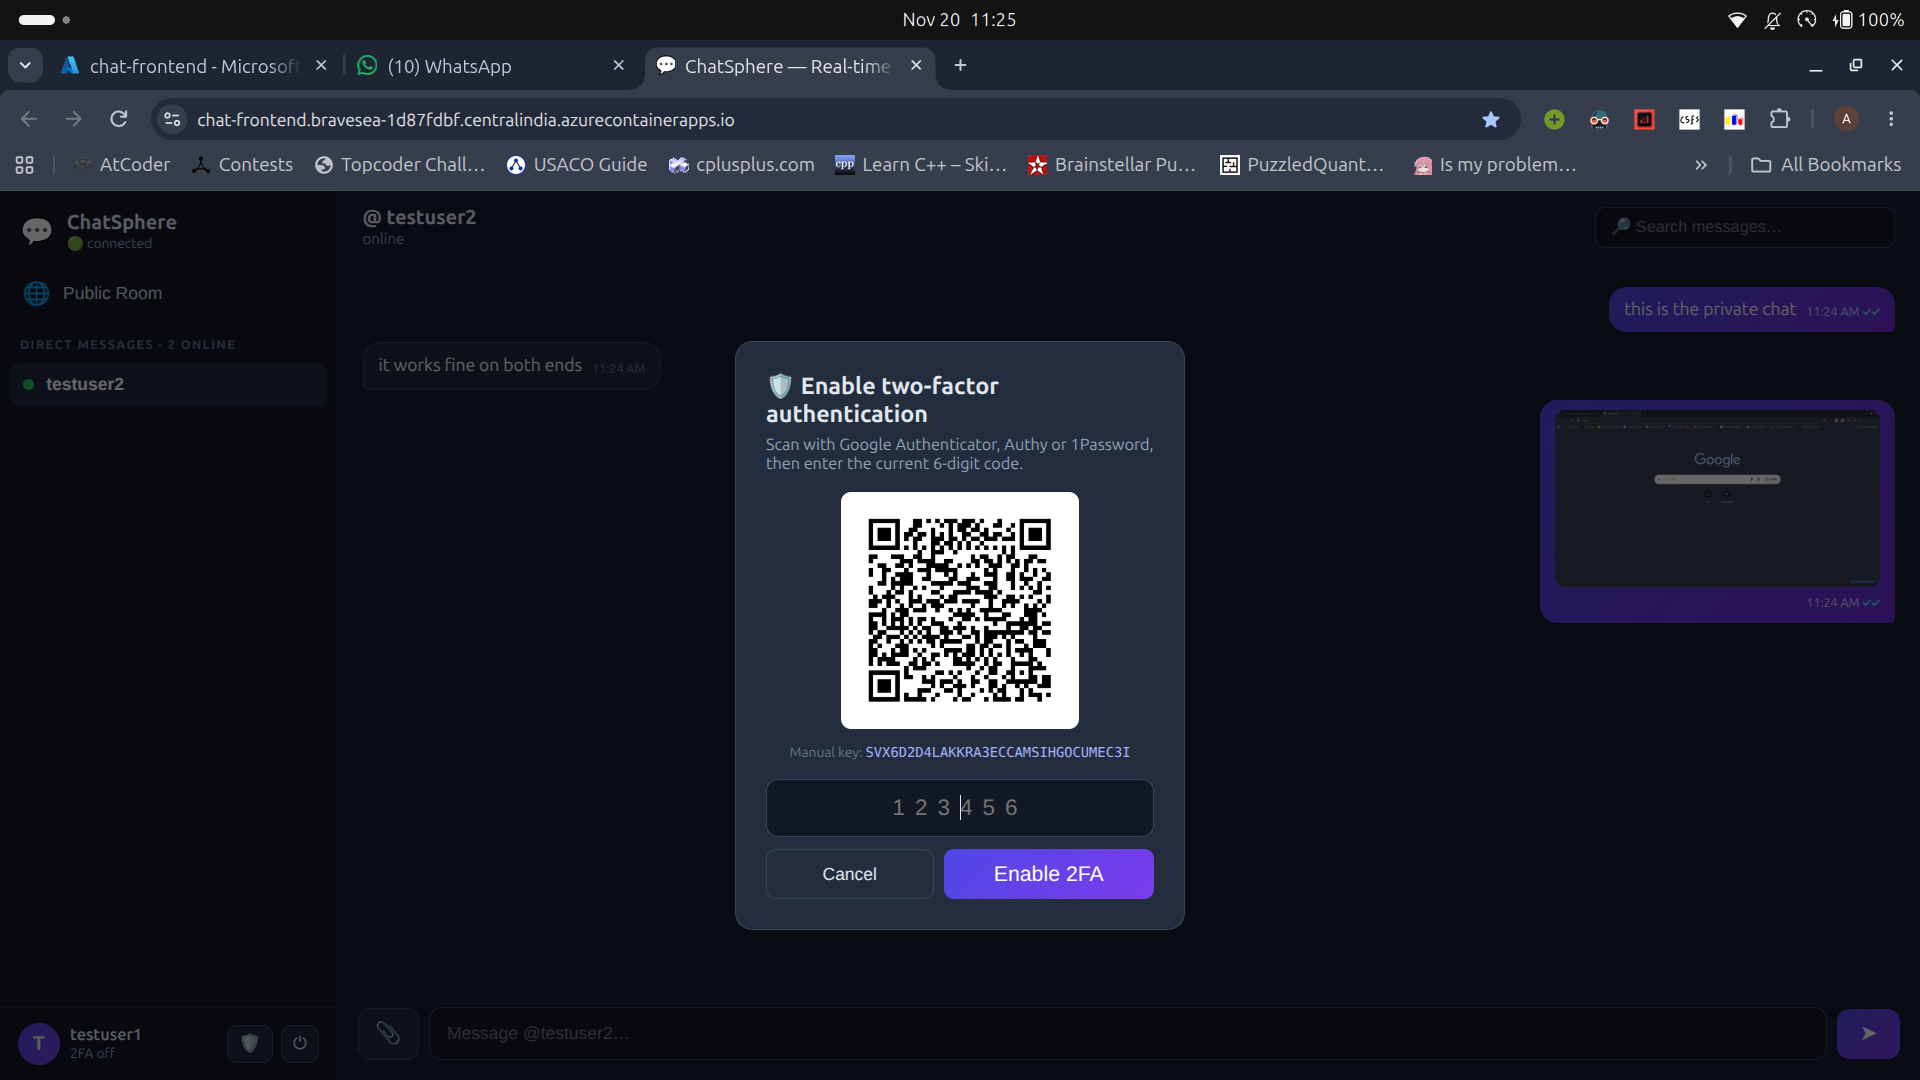 Nov 20 11:25
100%
chat-frontend - Microsoft
(10) WhatsApp
ChatSphere — Real-time
chat-frontend.bravesea-1d87fdbf.centralindia.azurecontainerapps.io
A
AtCoder
Contests
Topcoder Chall...
USACO Guide
cplusplus.com
cpp
Learn C++ – Ski...
Brainstellar Pu...
PuzzledQuant...
Is my problem...
»
All Bookmarks
ChatSphere
connected
@ testuser2
online
Search messages...
Public Room
DIRECT MESSAGES · 2 ONLINE
testuser2
this is the private chat 11:24 AM ✓✓
it works fine on both ends 11:24 AM
Google
11:24 AM ✓✓
Enable two-factor
authentication
Scan with Google Authenticator, Authy or 1Password,
then enter the current 6-digit code.
Manual key: SVX6D2D4LAKKRA3ECCAMSIHGOCUMEC3I
1 2 3 4 5 6
Cancel
Enable 2FA
T
testuser1
2FA off
Message @testuser2...